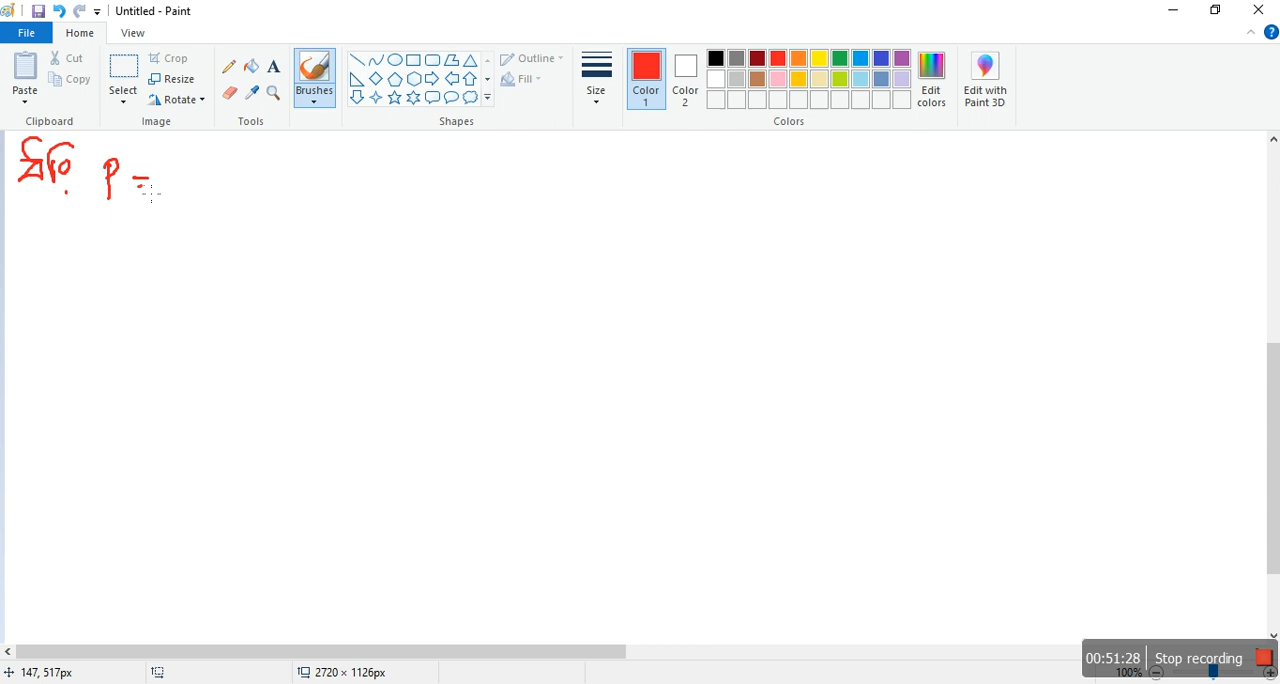 Untitled - Paint
File Home View
Paste Cut Copy Select Crop Resize Rotate A Brushes Outline Fill Size Color 1 Color 2 Edit colors Edit with Paint 3D
Clipboard Image Tools Shapes Colors
P =
147, 517px 2720 × 1126px 100%
00:51:28 Stop recording